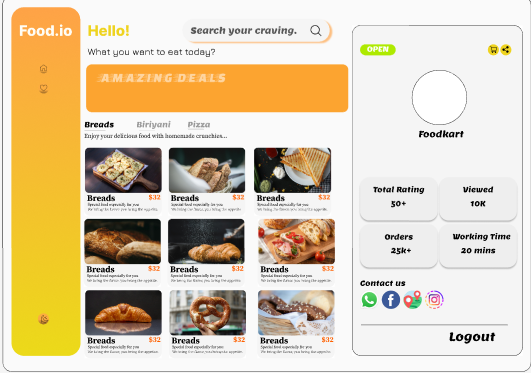 Food.io
Hello!
Search your craving.
What you want to eat today?
AMAZING DEALS
Breads Biriyani Pizza
Enjoy your delicious food with homemade crunchies...
Breads $32
Special food especially for you
We bring the flavor, you bring the appetite.
Breads $32
Special food especially for you
We bring the flavor, you bring the appetite.
Breads $32
Special food especially for you
We bring the flavor, you bring the appetite.
Breads $32
Special food especially for you
We bring the flavor, you bring the appetite.
Breads $32
Special food especially for you
We bring the flavor, you bring the appetite.
Breads $32
Special food especially for you
We bring the flavor, you bring the appetite.
Breads $32
Special food especially for you
We bring the flavor, you bring the appetite.
Breads $32
Special food especially for you
We bring the flavor, you bring the appetite.
Breads $32
Special food especially for you
We bring the flavor, you bring the appetite.
OPEN
Foodkart
Total Rating
50+
Viewed
10K
Orders
25k+
Working Time
20 mins
Contact us
Logout